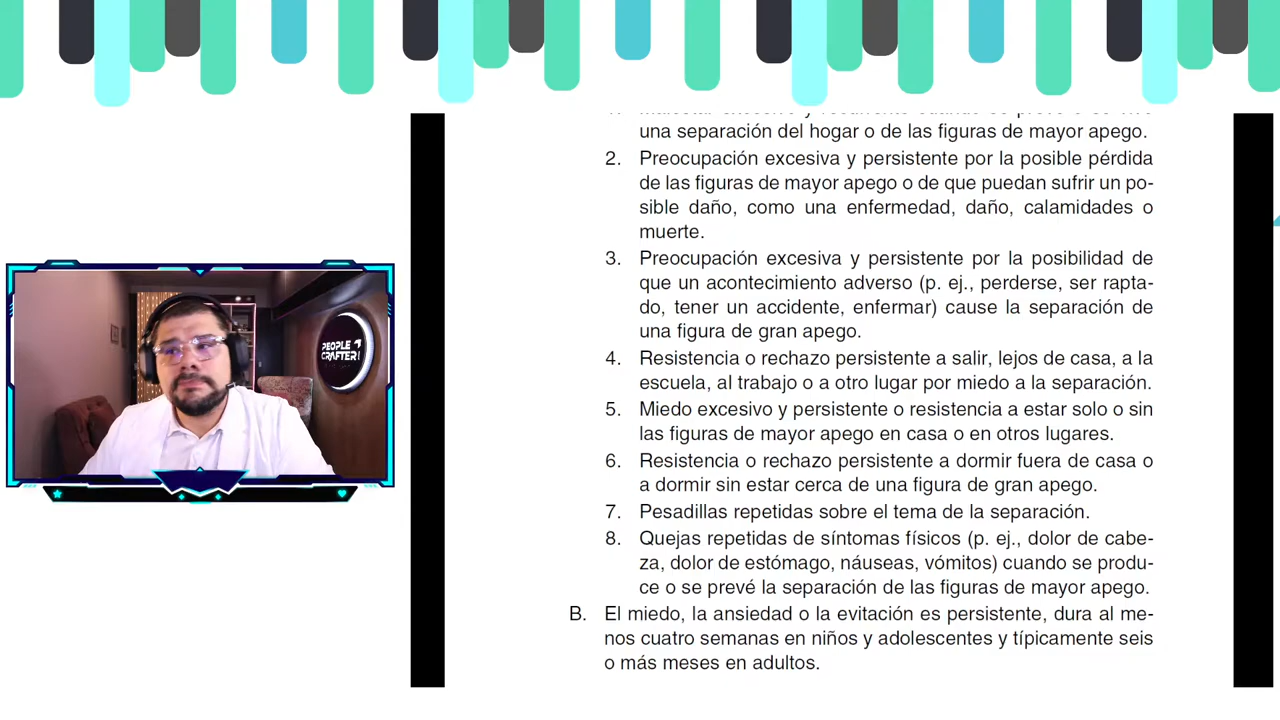 una separación del hogar o de las figuras de mayor apego.
2. Preocupación excesiva y persistente por la posible pérdida
de las figuras de mayor apego o de que puedan sufrir un po-
sible daño, como una enfermedad, daño, calamidades o
muerte.
3. Preocupación excesiva y persistente por la posibilidad de
que un acontecimiento adverso (p. ej., perderse, ser rapta-
do, tener un accidente, enfermar) cause la separación de
una figura de gran apego.
4. Resistencia o rechazo persistente a salir, lejos de casa, a la
escuela, al trabajo o a otro lugar por miedo a la separación.
5. Miedo excesivo y persistente o resistencia a estar solo o sin
las figuras de mayor apego en casa o en otros lugares.
6. Resistencia o rechazo persistente a dormir fuera de casa o
a dormir sin estar cerca de una figura de gran apego.
7. Pesadillas repetidas sobre el tema de la separación.
8. Quejas repetidas de síntomas físicos (p. ej., dolor de cabe-
za, dolor de estómago, náuseas, vómitos) cuando se produ-
ce o se prevé la separación de las figuras de mayor apego.
B. El miedo, la ansiedad o la evitación es persistente, dura al me-
nos cuatro semanas en niños y adolescentes y típicamente seis
o más meses en adultos.
PEOPLE
CRAFTER